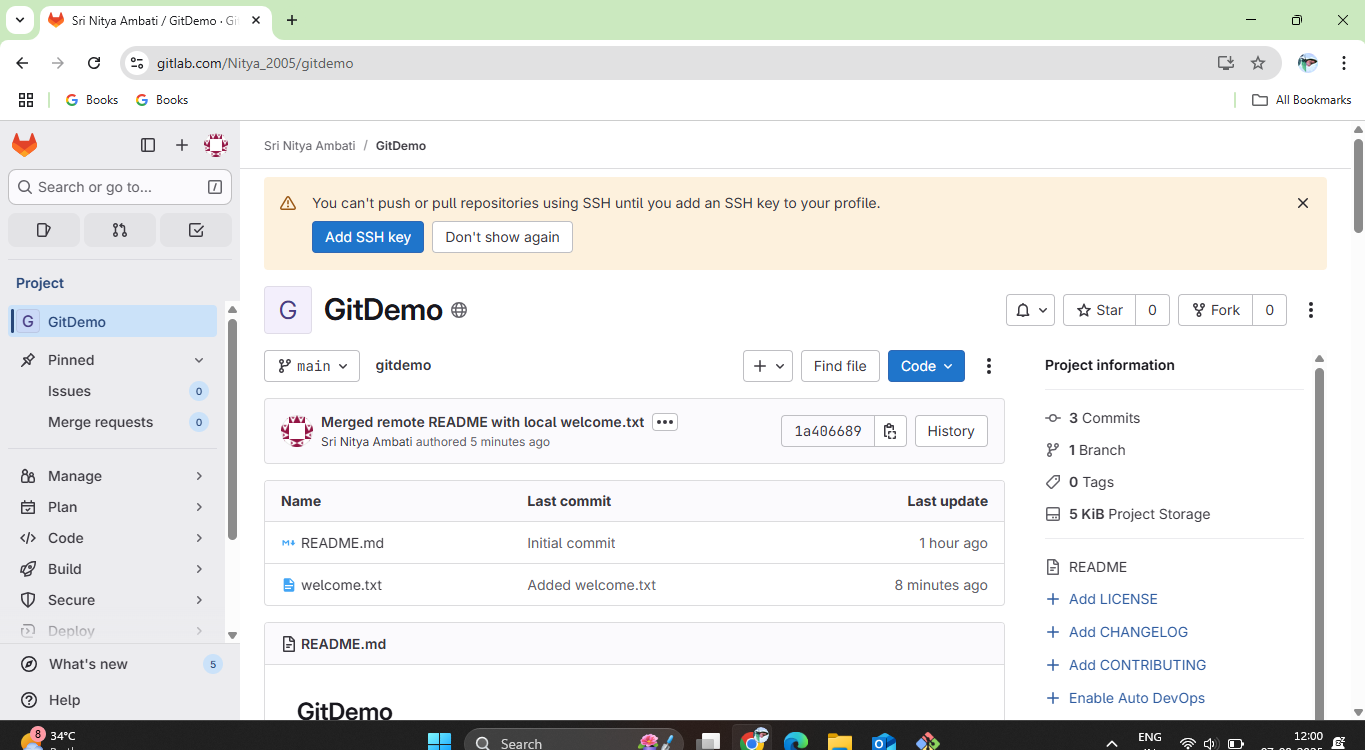 Sri Nitya Ambati / GitDemo · Gi
gitlab.com/Nitya_2005/gitdemo
Books
Books
All Bookmarks
Search or go to...
/
Project
G GitDemo
Pinned
Issues 0
Merge requests 0
Manage
Plan
Code
Build
Secure
Deploy
What's new 5
Help
Sri Nitya Ambati / GitDemo
You can't push or pull repositories using SSH until you add an SSH key to your profile.
Add SSH key Don't show again
G GitDemo
Star 0 Fork 0
main gitdemo Find file Code
Merged remote README with local welcome.txt
Sri Nitya Ambati authored 5 minutes ago
1a406689 History
Name Last commit Last update
README.md Initial commit 1 hour ago
welcome.txt Added welcome.txt 8 minutes ago
README.md
GitDemo
Project information
3 Commits
1 Branch
0 Tags
5 KiB Project Storage
README
Add LICENSE
Add CHANGELOG
Add CONTRIBUTING
Enable Auto DevOps
8
34°C
Search
ENG
12:00